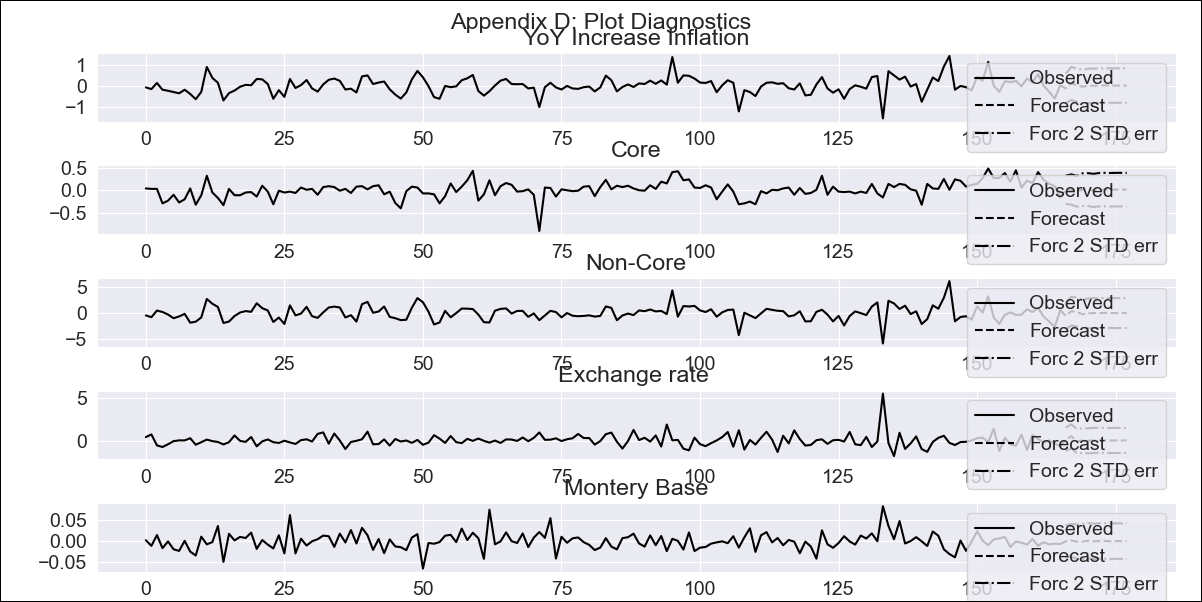 Appendix D: Plot Diagnostics
YoY Increase Inflation
1
0
−1
Observed
Forecast
Forc 2 STD err
0 25 50 75 100 125 150 175
Core
0.5
0.0
−0.5
Observed
Forecast
Forc 2 STD err
0 25 50 75 100 125 150 175
Non-Core
5
0
−5
Observed
Forecast
Forc 2 STD err
0 25 50 75 100 125 150 175
Exchange rate
5
0
Observed
Forecast
Forc 2 STD err
0 25 50 75 100 125 150 175
Montery Base
0.05
0.00
−0.05
Observed
Forecast
Forc 2 STD err
0 25 50 75 100 125 150 175